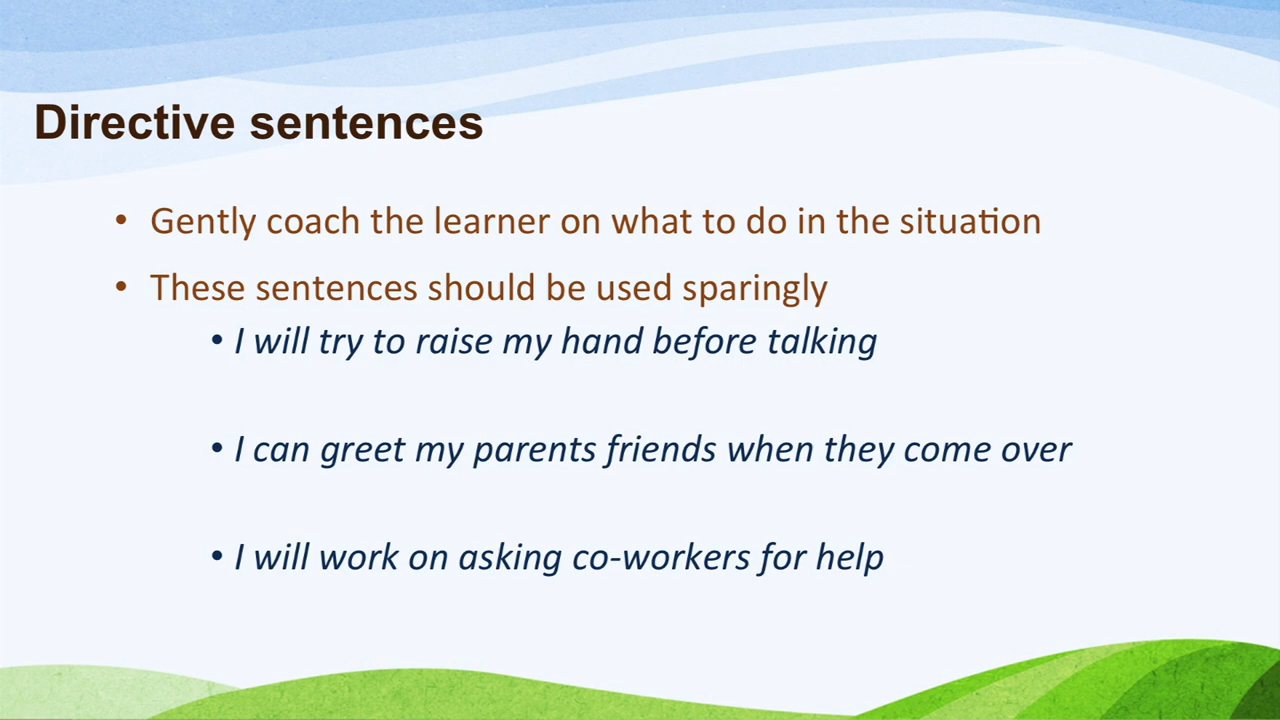 Directive sentences
• Gently coach the learner on what to do in the situation
• These sentences should be used sparingly
• I will try to raise my hand before talking
• I can greet my parents friends when they come over
• I will work on asking co-workers for help